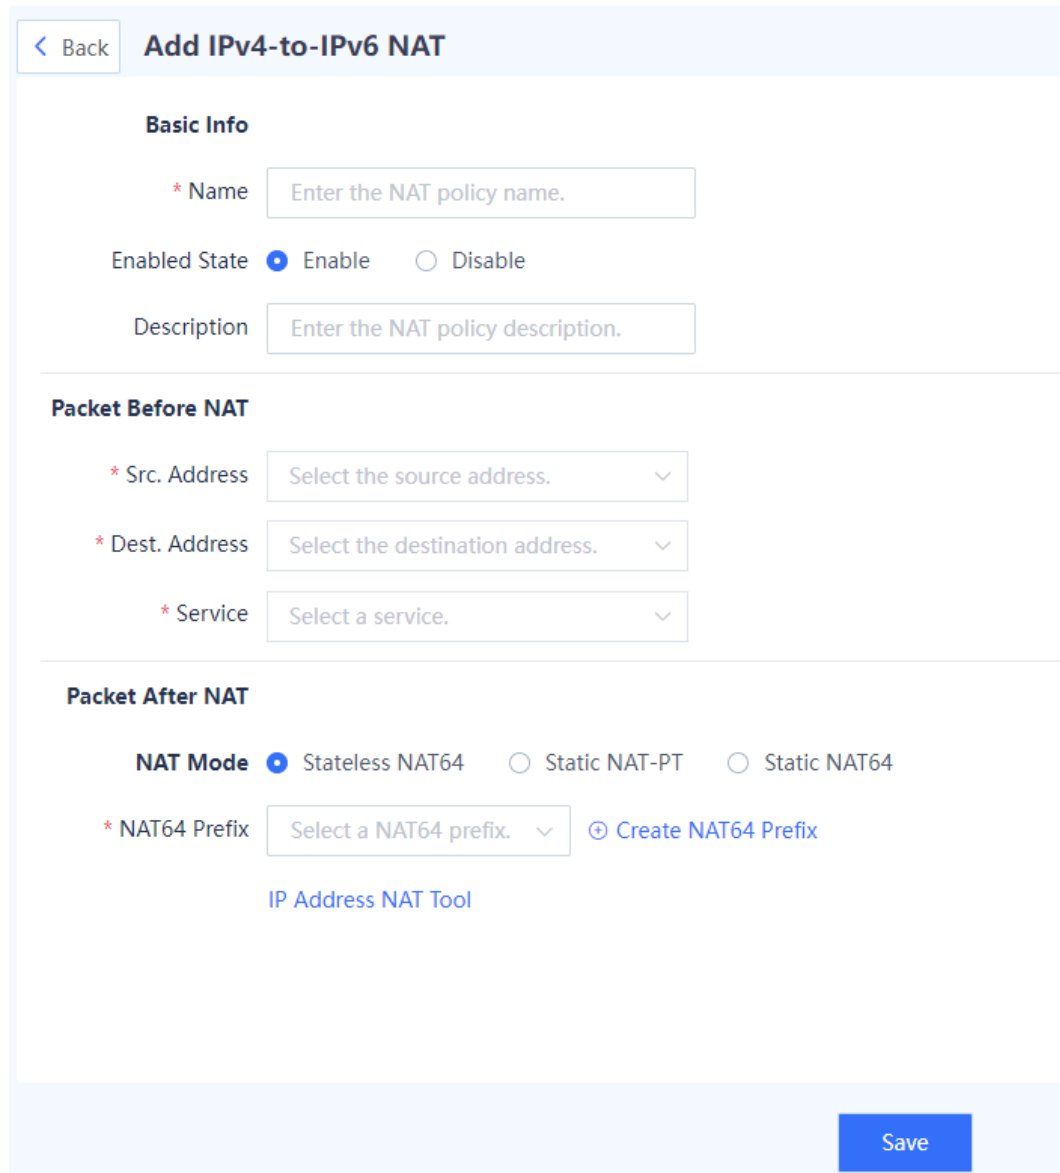 Back Add IPv4-to-IPv6 NAT
Basic Info
* Name Enter the NAT policy name.
Enabled State Enable Disable
Description Enter the NAT policy description.
Packet Before NAT
* Src. Address Select the source address.
* Dest. Address Select the destination address.
* Service Select a service.
Packet After NAT
NAT Mode Stateless NAT64 Static NAT-PT Static NAT64
* NAT64 Prefix Select a NAT64 prefix. Create NAT64 Prefix
IP Address NAT Tool
Save